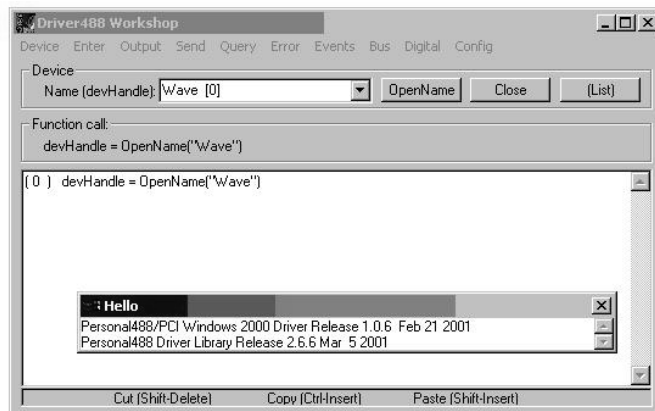 Driver488 Workshop
Device Enter Output Send Query Error Events Bus Digital Config
Device
Name (devHandle): Wave [0] OpenName Close (List)
Function call:
devHandle = OpenName("Wave")
( 0 ) devHandle = OpenName("Wave")
Hello
Personal488/PCI Windows 2000 Driver Release 1.0.6 Feb 21 2001
Personal488 Driver Library Release 2.6.6 Mar 5 2001
Cut (Shift-Delete) Copy (Ctrl-Insert) Paste (Shift-Insert)